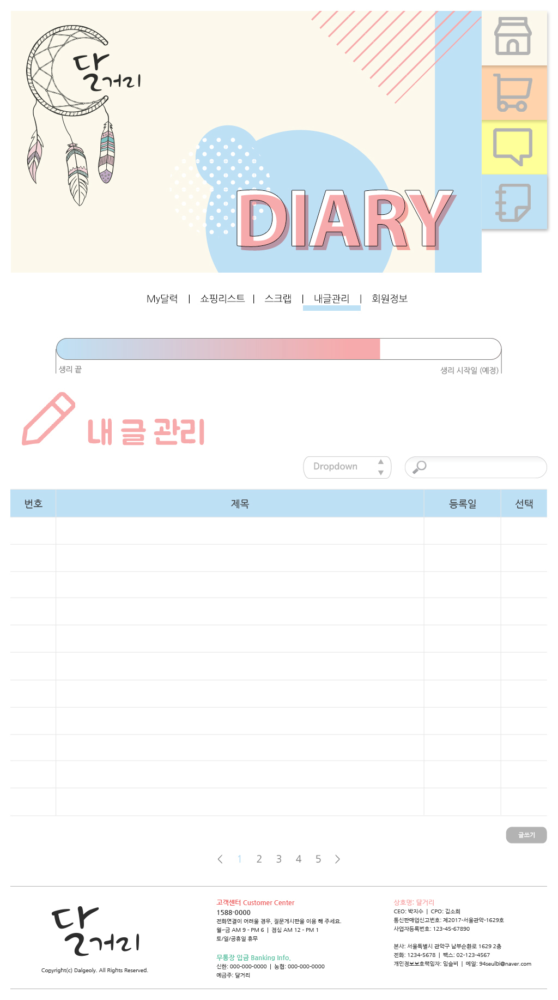 달거리
DIARY
My달력 | 쇼핑리스트 | 스크랩 | 내글관리 | 회원정보
생리 끝
생리 시작일 (예정)
내 글 관리
Dropdown
번호 제목 등록일 선택
글쓰기
< 1 2 3 4 5 >
달거리
Copyright(c) Dalgeoly. All Rights Reserved.
고객센터 Customer Center
1588-0000
전화연결이 어려울 경우, 질문게시판을 이용 해 주세요.
월~금 AM 9 - PM 6 | 점심 AM 12 - PM 1
토/일/공휴일 휴무
무통장 입금 Banking Info.
신한: 000-000-0000 | 농협: 000-000-0000
예금주: 달거리
상호명: 달거리
CEO: 박지수 | CPO: 김소희
통신판매업신고번호: 제2017-서울관악-1629호
사업자등록번호: 123-45-67890
본사: 서울특별시 관악구 남부순환로 1629 2층
전화: 1234-5678 | 팩스: 02-123-4567
개인정보보호책임자: 임슬비 | 메일: 94seulbi@naver.com